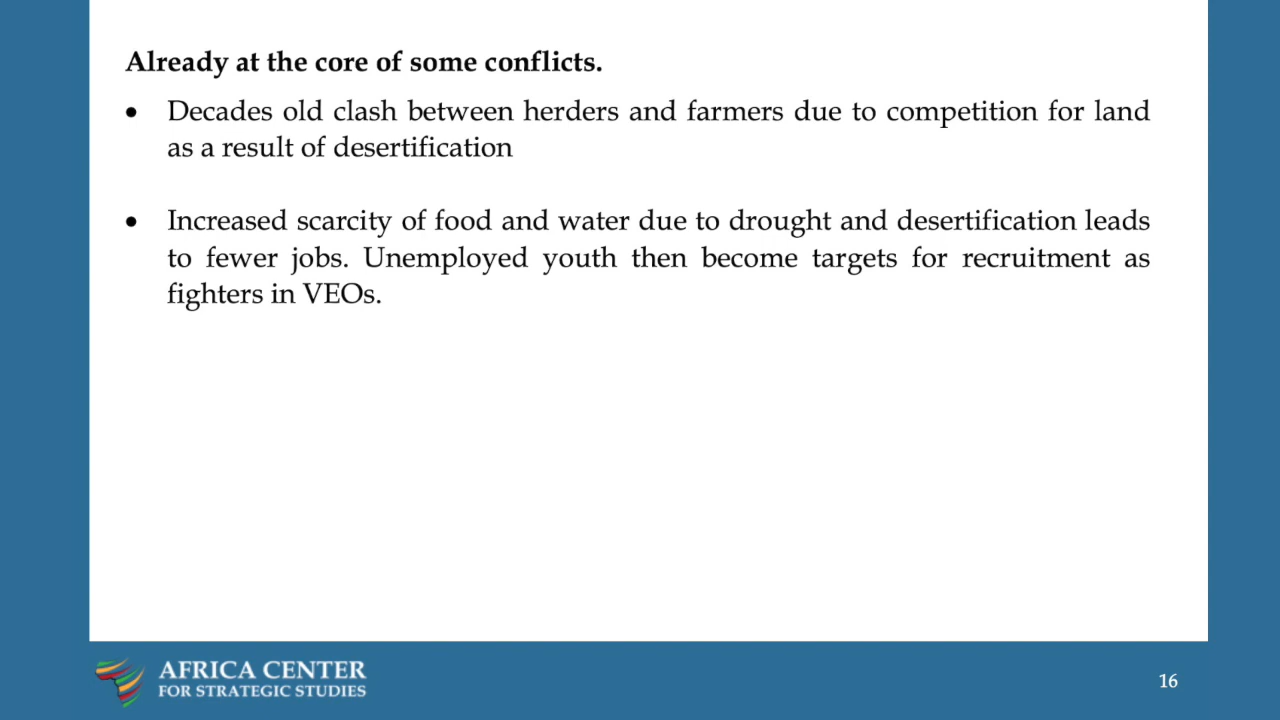 Already at the core of some conflicts.
• Decades old clash between herders and farmers due to competition for land
as a result of desertification
• Increased scarcity of food and water due to drought and desertification leads
to fewer jobs. Unemployed youth then become targets for recruitment as
fighters in VEOs.
AFRICA CENTER
FOR STRATEGIC STUDIES
16